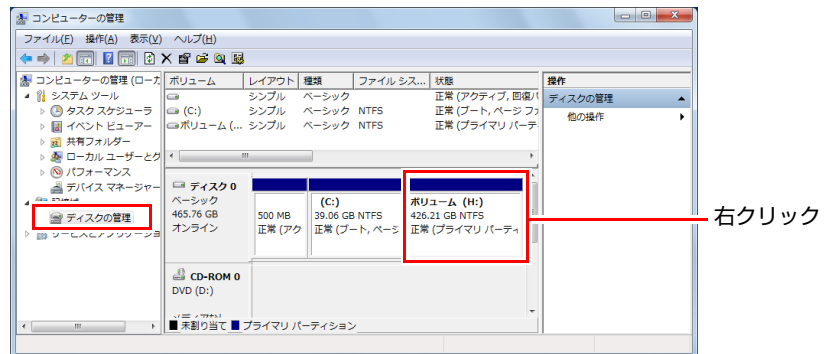 コンピューターの管理
ファイル(F) 操作(A) 表示(V) ヘルプ(H)
コンピューターの管理 (ローカ
システム ツール
タスク スケジューラ
イベント ビューアー
共有フォルダー
ローカル ユーザーとグ
パフォーマンス
デバイス マネージャー
ディスクの管理
サービスとアプリケーショ
ボリューム レイアウト 種類 ファイル シス... 状態
シンプル ベーシック 正常 (アクティブ, 回復パ
(C:) シンプル ベーシック NTFS 正常 (ブート, ページ ファ
ボリューム (... シンプル ベーシック NTFS 正常 (プライマリ パーテ
ディスク 0
ベーシック
465.76 GB
オンライン
500 MB
正常 (アク
(C:)
39.06 GB NTFS
正常 (ブート, ページ
ボリューム (H:)
426.21 GB NTFS
正常 (プライマリ パーティ
CD-ROM 0
DVD (D:)
未割り当て プライマリ パーティション
操作
ディスクの管理
他の操作
右クリック